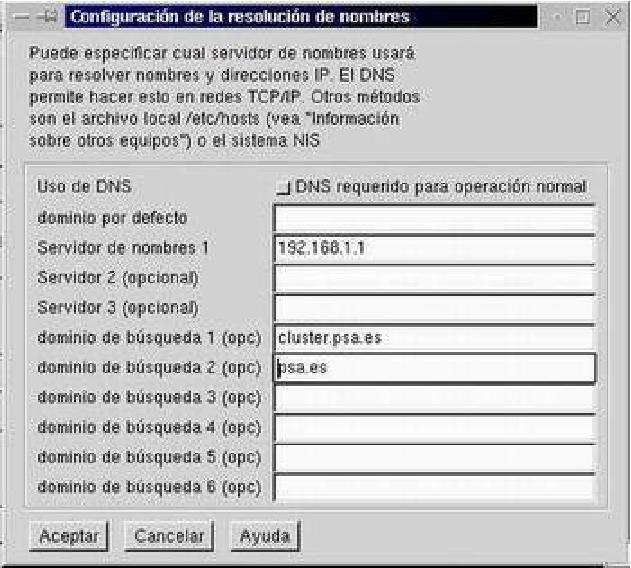 Configuración de la resolución de nombres
Puede especificar cual servidor de nombres usará
para resolver nombres y direcciones IP. El DNS
permite hacer esto en redes TCP/IP. Otros métodos
son el archivo local /etc/hosts (vea "Información
sobre otros equipos") o el sistema NIS
Uso de DNS DNS requerido para operación normal
dominio por defecto
Servidor de nombres 1 192.168.1.1
Servidor 2 (opcional)
Servidor 3 (opcional)
dominio de búsqueda 1 (opc) cluster.psa.es
dominio de búsqueda 2 (opc) psa.es
dominio de búsqueda 3 (opc)
dominio de búsqueda 4 (opc)
dominio de búsqueda 5 (opc)
dominio de búsqueda 6 (opc)
Aceptar Cancelar Ayuda